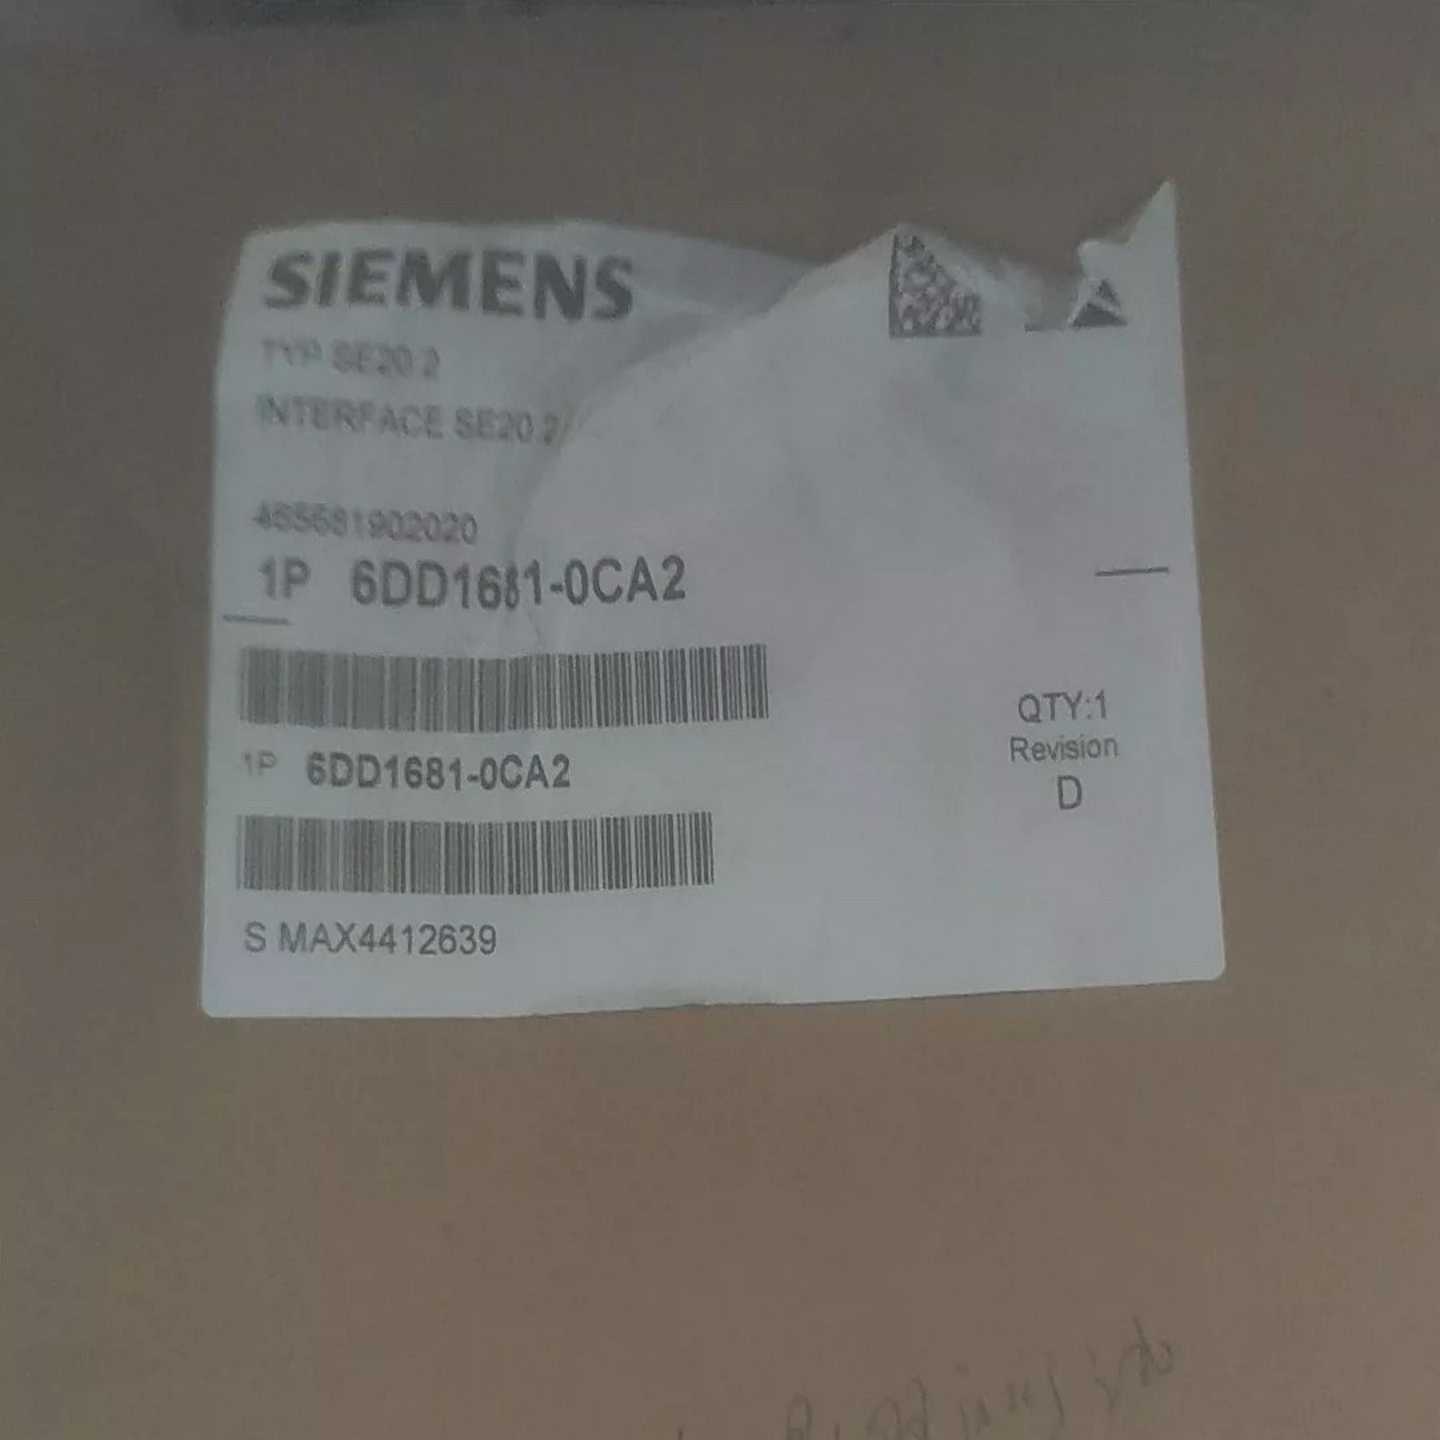 SIEMENS
TYP SE20.2
INTERFACE SE20.2
465681902020
1P 6DD1681-0CA2
QTY:1
Revision
D
1P 6DD1681-0CA2
S MAX4412639